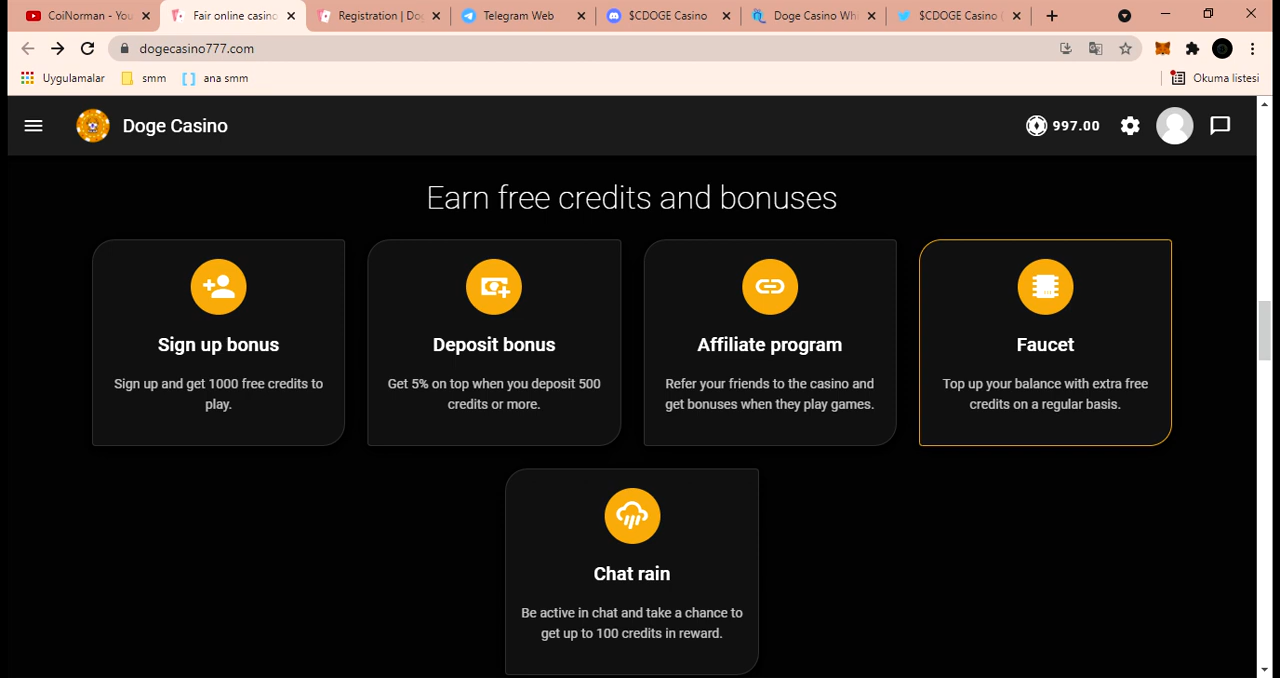 CoiNorman - You
Fair online casino
Registration | Dog
Telegram Web
$CDOGE Casino
Doge Casino Whi
$CDOGE Casino (
dogecasino777.com
Uygulamalar
smm
ana smm
Okuma listesi
Doge Casino
997.00
Earn free credits and bonuses
Sign up bonus
Sign up and get 1000 free credits to
play.
Deposit bonus
Get 5% on top when you deposit 500
credits or more.
Affiliate program
Refer your friends to the casino and
get bonuses when they play games.
Faucet
Top up your balance with extra free
credits on a regular basis.
Chat rain
Be active in chat and take a chance to
get up to 100 credits in reward.